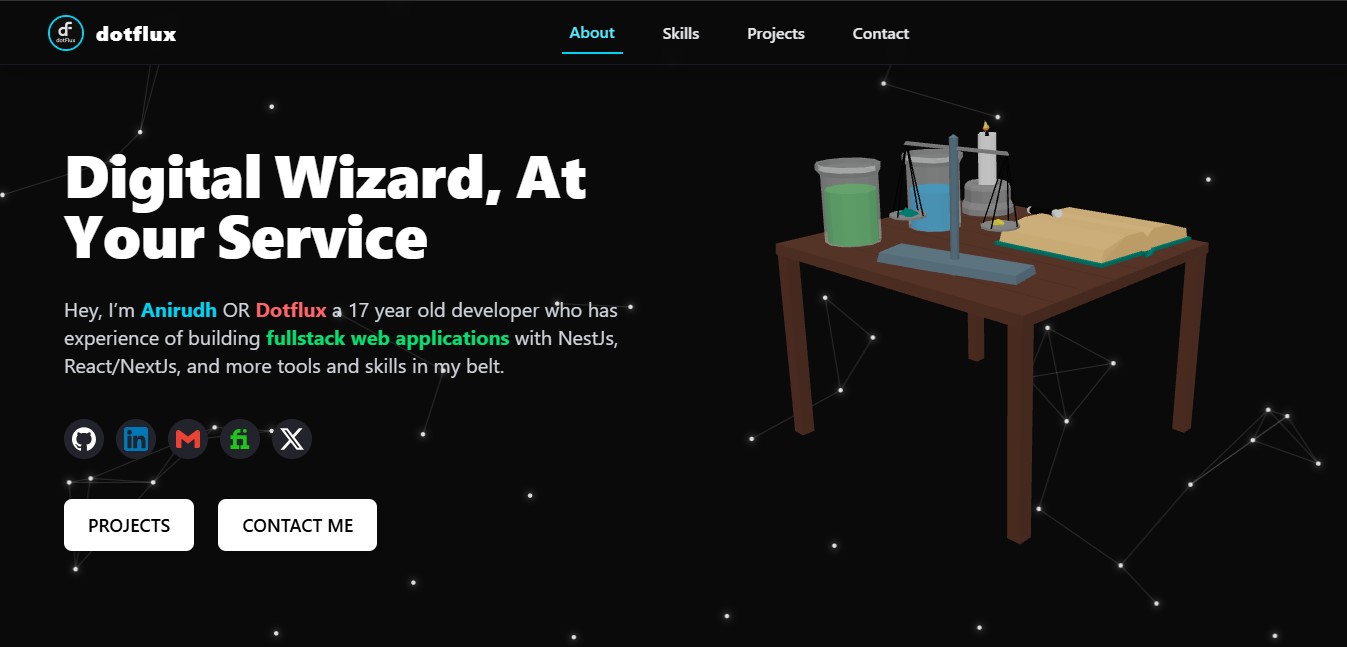 df
dotFlux
dotflux
About
Skills
Projects
Contact
Digital Wizard, At
Your Service
Hey, I’m Anirudh OR Dotflux a 17 year old developer who has
experience of building fullstack web applications with NestJs,
React/NextJs, and more tools and skills in my belt.
in
fi
X
PROJECTS
CONTACT ME